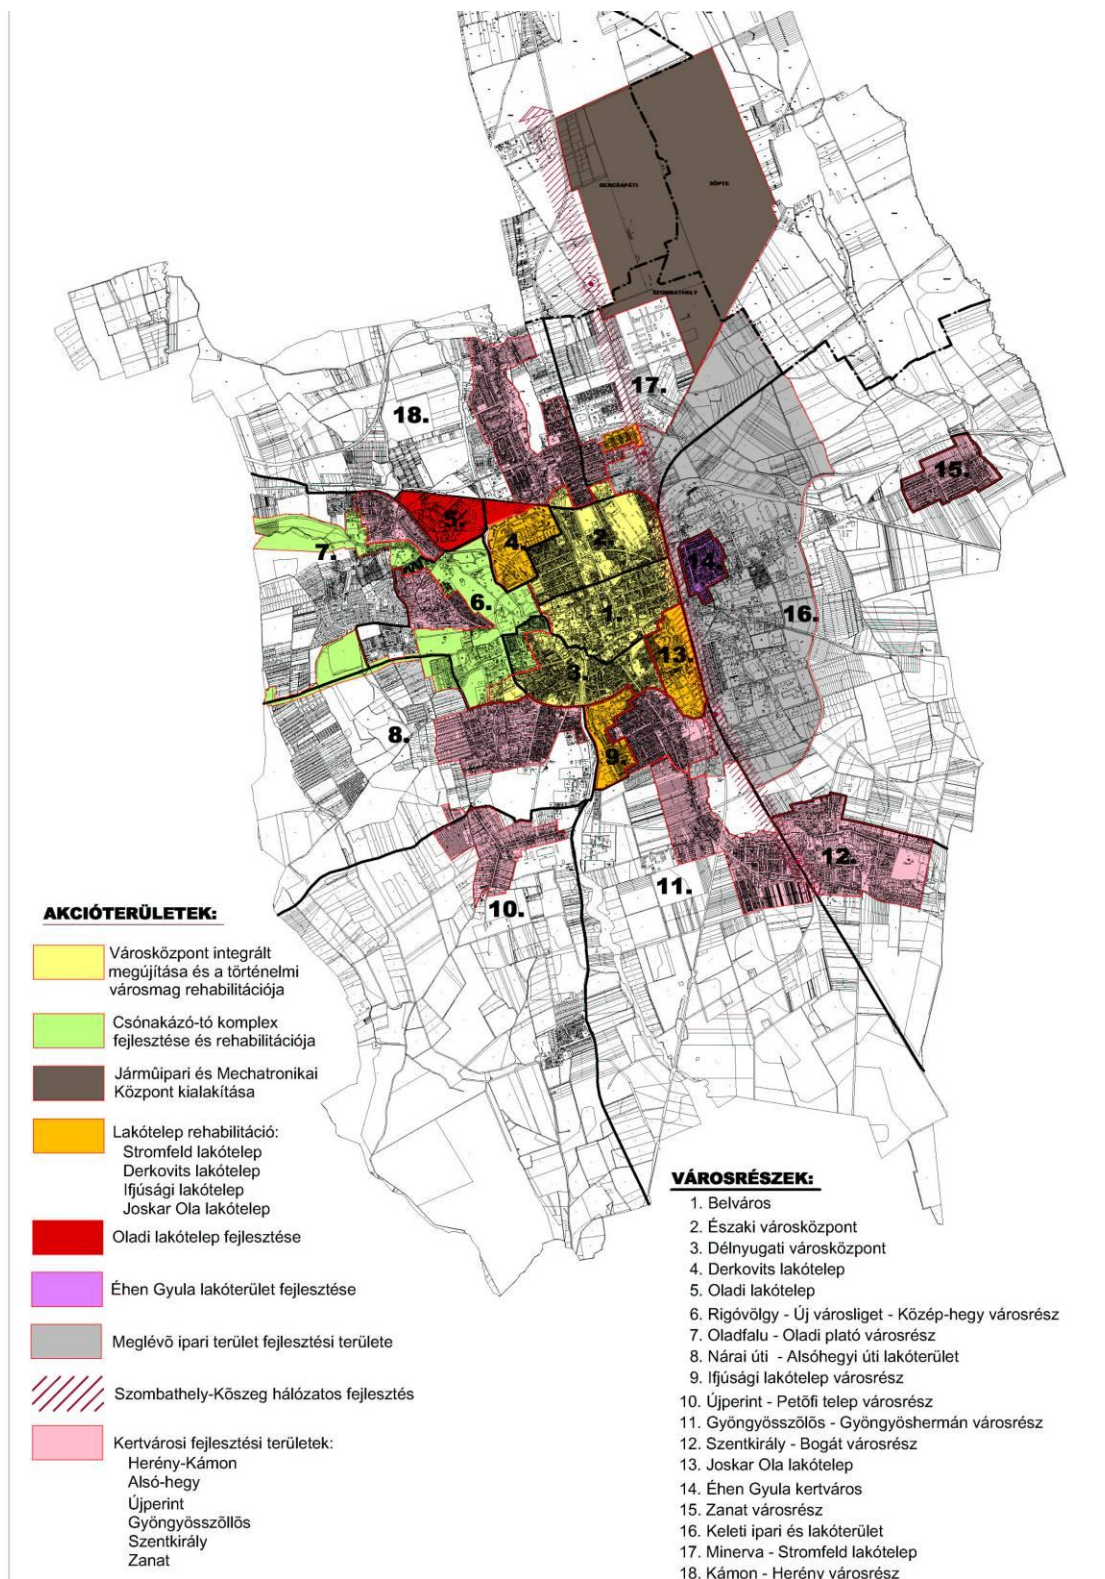 GENCSAPÁTI
SÖPTE
SZOMBATHELY
17.
18.
15.
5.
2.
4.
7.
14.
6.
1.
16.
13.
3.
8.
9.
12.
11.
10.
AKCIÓTERÜLETEK:
Városközpont integrált
megújítása és a történelmi
városmag rehabilitációja
Csónakázó-tó komplex
fejlesztése és rehabilitációja
Jármûipari és Mechatronikai
Központ kialakítása
Lakótelep rehabilitáció:
Stromfeld lakótelep
Derkovits lakótelep
Ifjúsági lakótelep
Joskar Ola lakótelep
Oladi lakótelep fejlesztése
Éhen Gyula lakóterület fejlesztése
Meglévõ ipari terület fejlesztési területe
Szombathely-Kõszeg hálózatos fejlesztés
Kertvárosi fejlesztési területek:
Herény-Kámon
Alsó-hegy
Újperint
Gyöngyösszõllõs
Szentkirály
Zanat
VÁROSRÉSZEK:
1. Belváros
2. Északi városközpont
3. Délnyugati városközpont
4. Derkovits lakótelep
5. Oladi lakótelep
6. Rigóvölgy - Új városliget - Közép-hegy városrész
7. Oladfalu - Oladi plató városrész
8. Nárai úti - Alsóhegyi úti lakóterület
9. Ifjúsági lakótelep városrész
10. Újperint - Petõfi telep városrész
11. Gyöngyösszõlõs - Gyöngyöshermán városrész
12. Szentkirály - Bogát városrész
13. Joskar Ola lakótelep
14. Éhen Gyula kertváros
15. Zanat városrész
16. Keleti ipari és lakóterület
17. Minerva - Stromfeld lakótelep
18. Kámon - Herény városrész